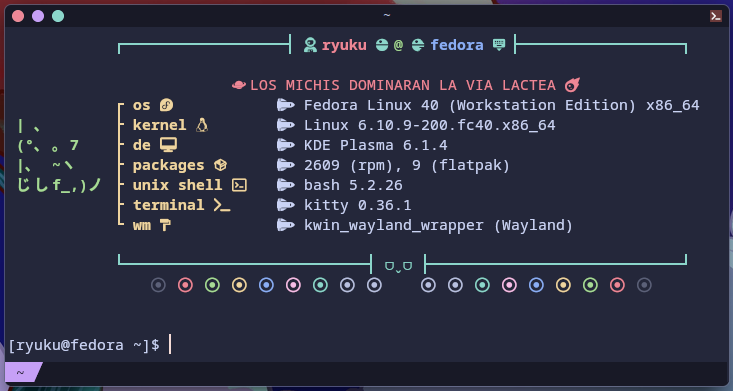 ~
ryuku @ fedora
LOS MICHIS DOMINARAN LA VIA LACTEA
os Fedora Linux 40 (Workstation Edition) x86_64
kernel Linux 6.10.9-200.fc40.x86_64
de KDE Plasma 6.1.4
packages 2609 (rpm), 9 (flatpak)
unix shell bash 5.2.26
terminal kitty 0.36.1
wm kwin_wayland_wrapper (Wayland)
| 、
(°、 。7
|、 ~ヽ
じしf_,)ノ
ᗜˬᗜ
[ryuku@fedora ~]$
~